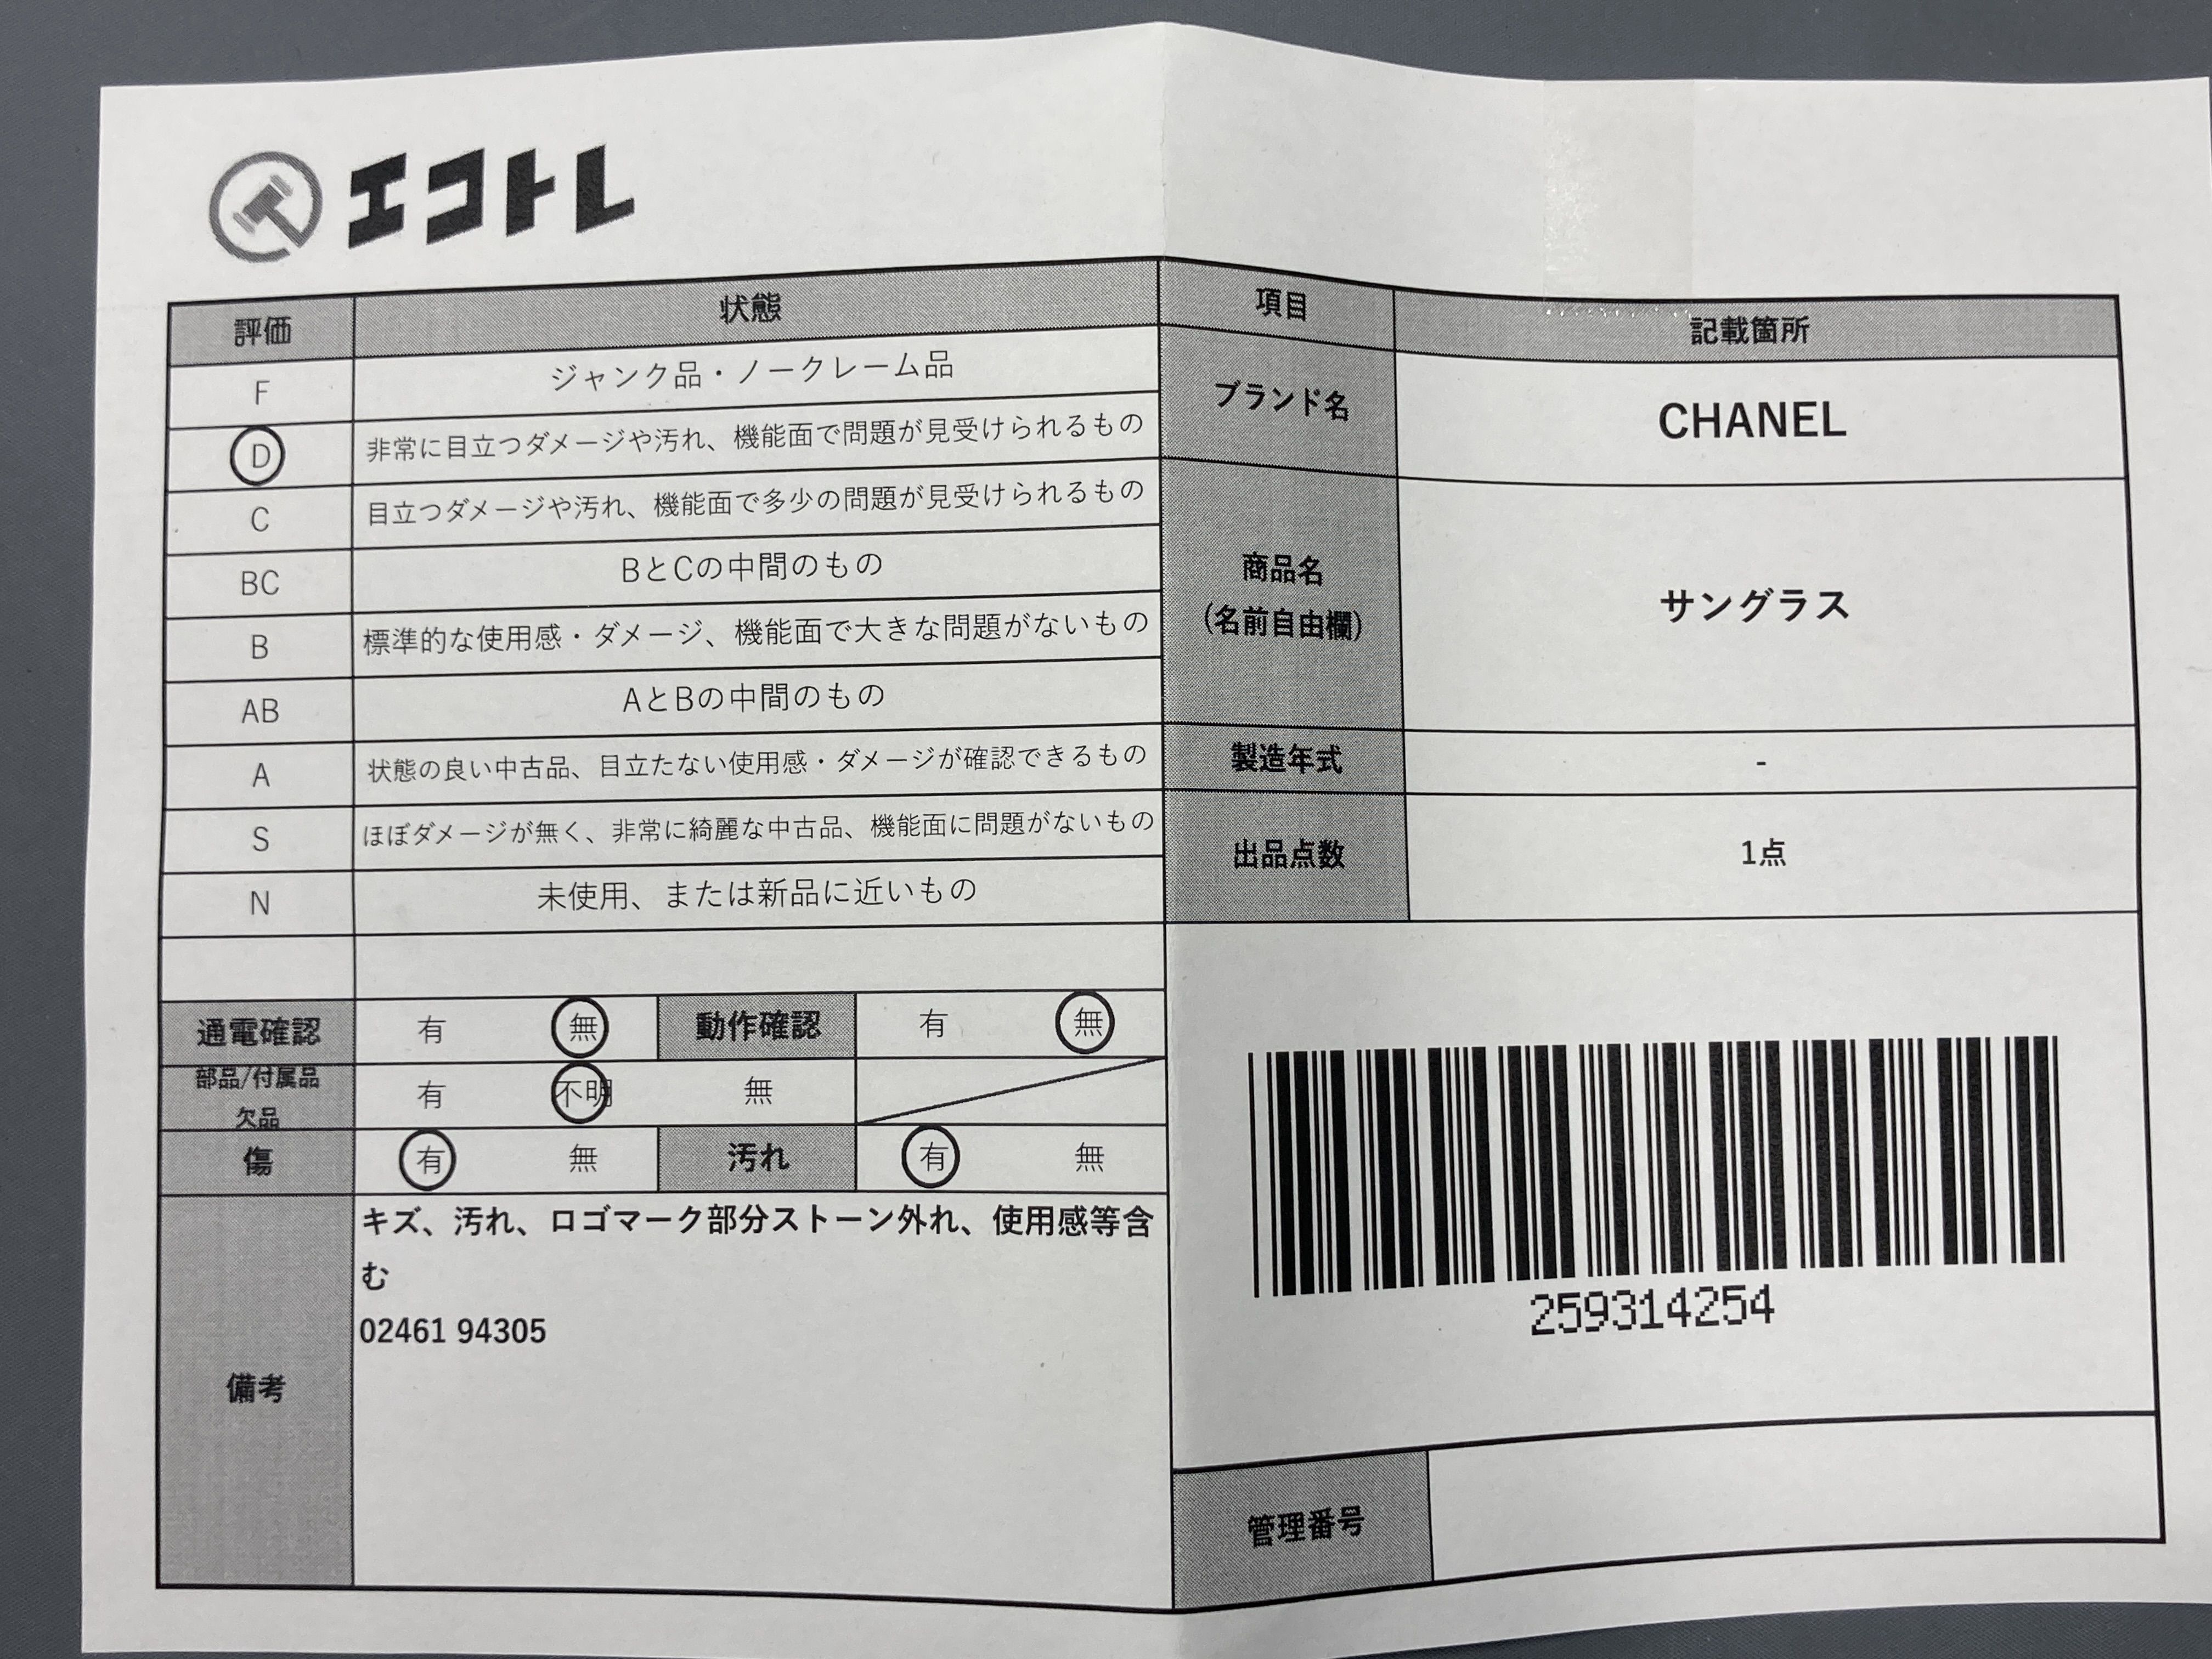 エコトレ
評価 状態
F ジャンク品・ノークレーム品
D 非常に目立つダメージや汚れ、機能面で問題が見受けられるもの
C 目立つダメージや汚れ、機能面で多少の問題が見受けられるもの
BC BとCの中間のもの
B 標準的な使用感・ダメージ、機能面で大きな問題がないもの
AB AとBの中間のもの
A 状態の良い中古品、目立たない使用感・ダメージが確認できるもの
S ほぼダメージが無く、非常に綺麗な中古品、機能面に問題がないもの
N 未使用、または新品に近いもの
通電確認 有 無 動作確認 有 無
部品/付属品
欠品
有 不明 無
傷 有 無 汚れ 有 無
備考
キズ、汚れ、ロゴマーク部分ストーン外れ、使用感等含
む
02461 94305
項目 記載箇所
ブランド名 CHANEL
商品名
(名前自由欄)
サングラス
製造年式 -
出品点数 1点
259314254
管理番号